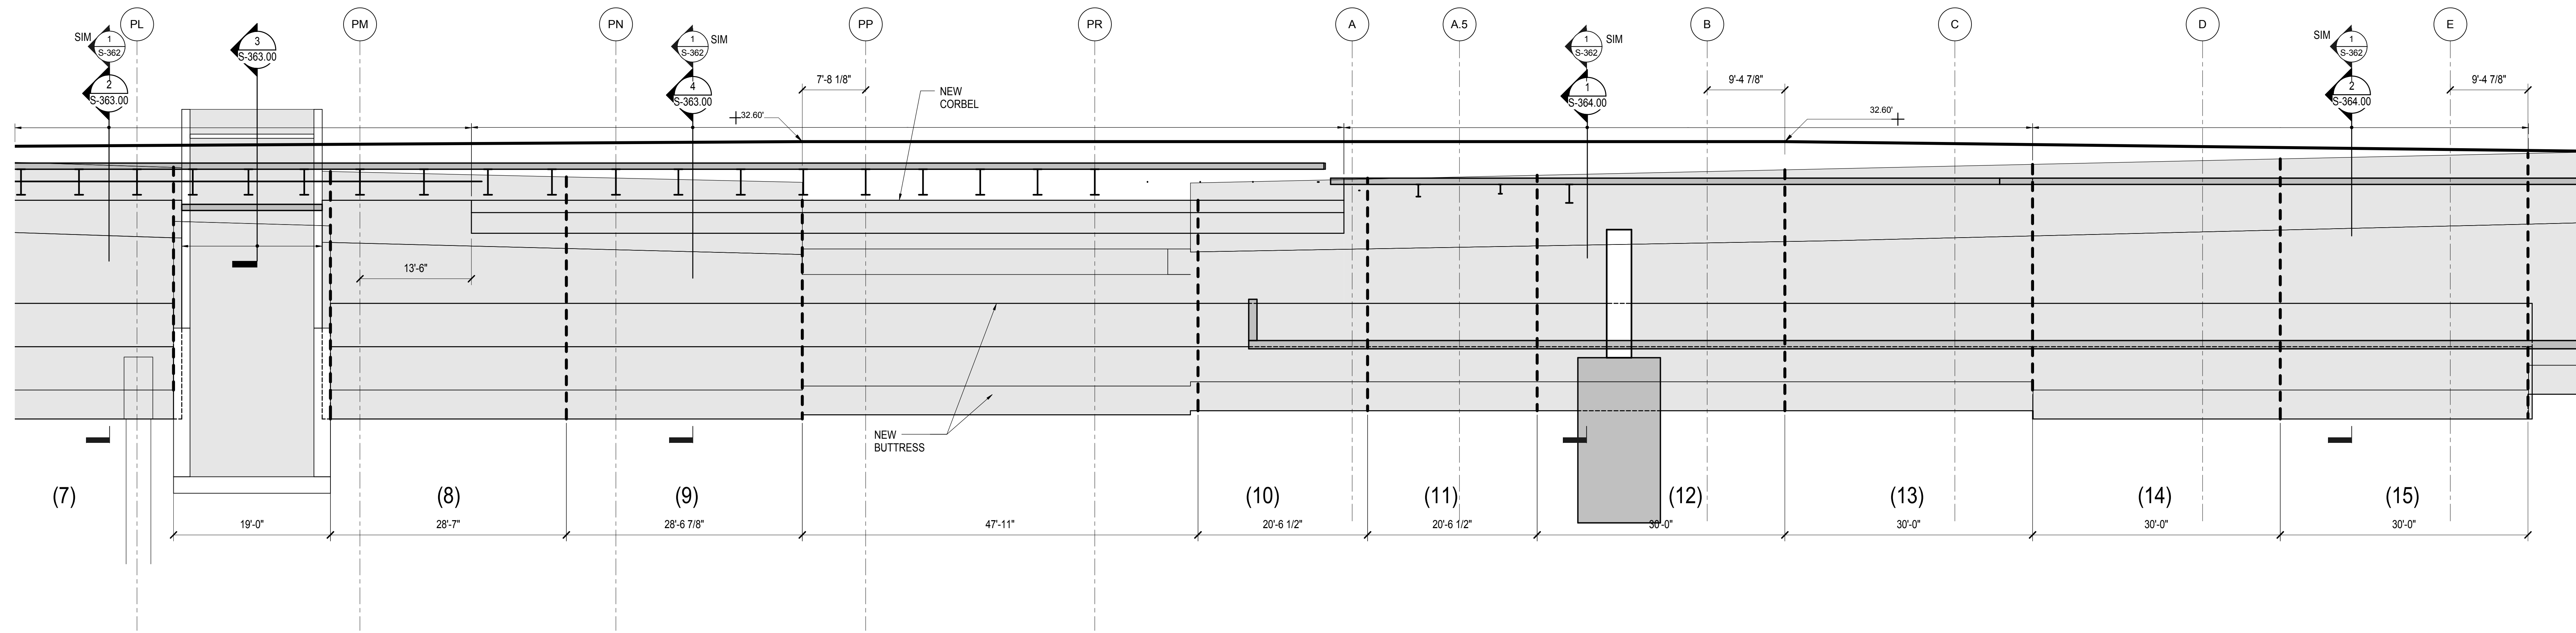 PL
PM
PN
PP
PR
A
A.5
B
C
D
E
SIM
1
S-362
2
S-363.00
3
S-363.00
1
S-362
SIM
4
S-363.00
1
S-362
SIM
1
S-364.00
SIM
1
S-362
2
S-364.00
7'-8 1/8"
9'-4 7/8"
9'-4 7/8"
NEW
CORBEL
32.60'
32.60'
13'-6"
NEW
BUTTRESS
(7)
(8)
(9)
(10)
(11)
(12)
(13)
(14)
(15)
19'-0"
28'-7"
28'-6 7/8"
47'-11"
20'-6 1/2"
20'-6 1/2"
30'-0"
30'-0"
30'-0"
30'-0"